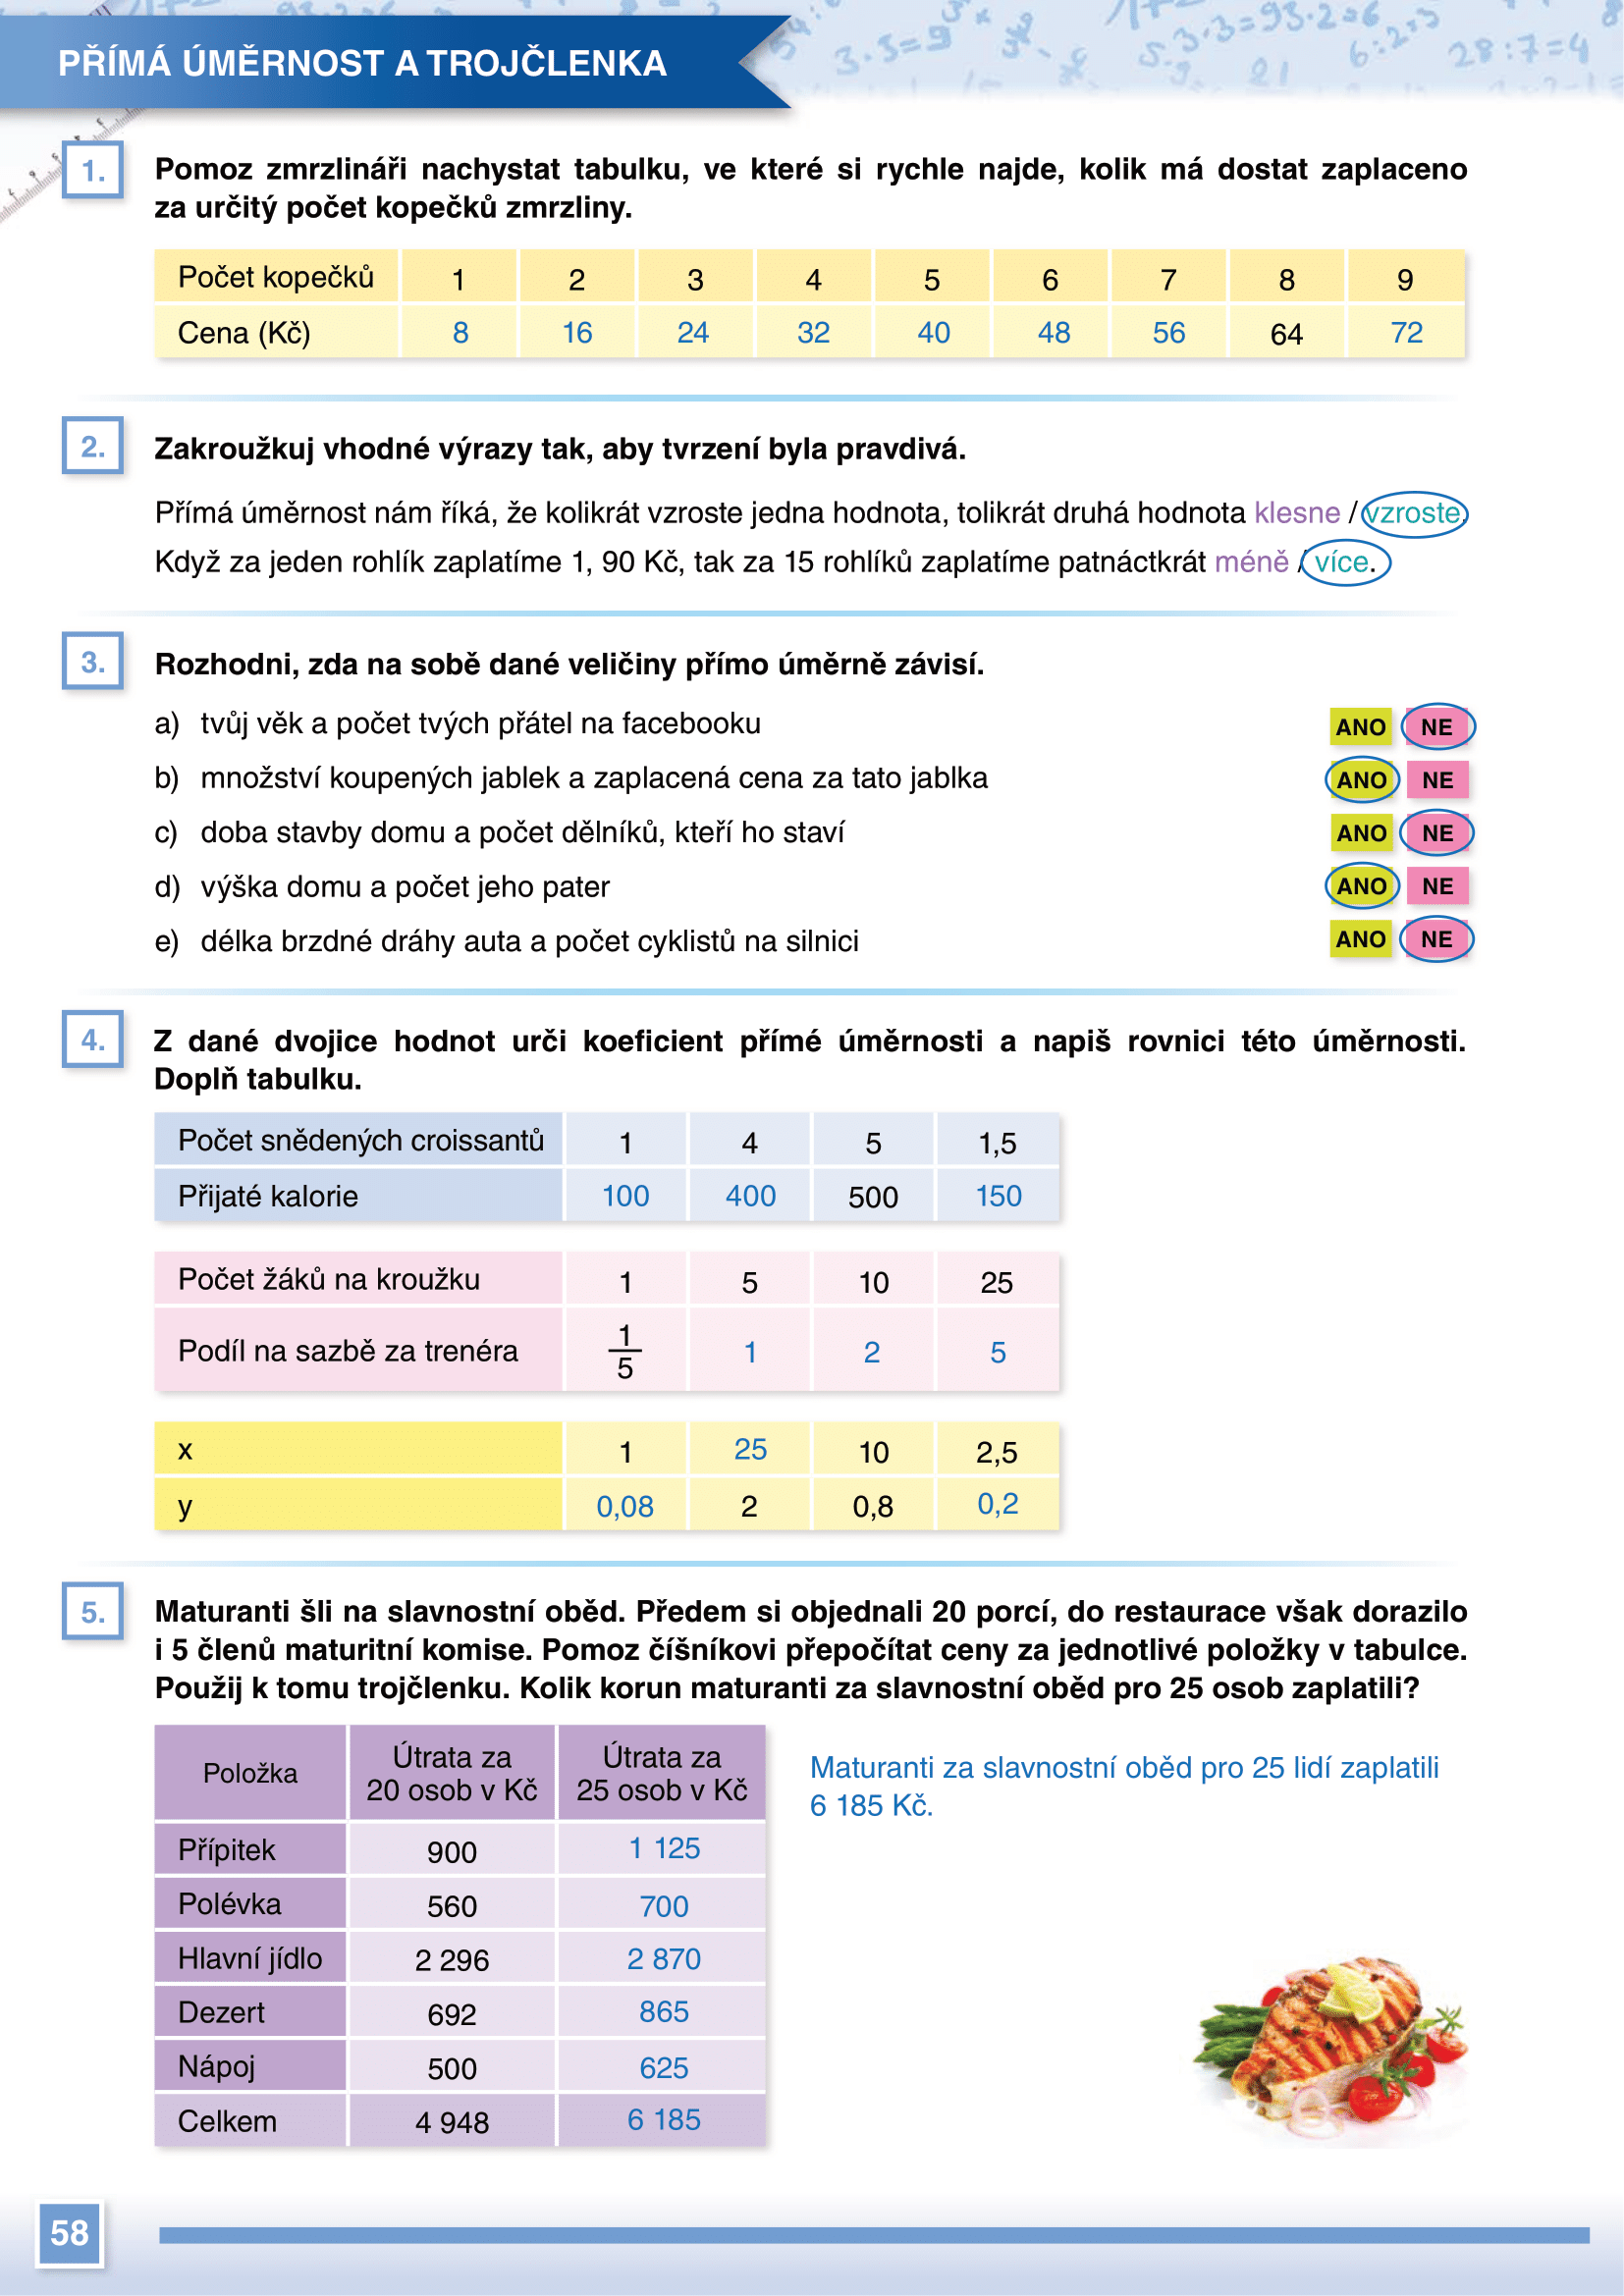 PŘÍMÁ ÚMĚRNOST A TROJČLENKA
1.
Pomoz zmrzlináři nachystat tabulku, ve které si rychle najde, kolik má dostat zaplaceno
za určitý počet kopečků zmrzliny.
Počet kopečků 1 2 3 4 5 6 7 8 9
Cena (Kč) 8 16 24 32 40 48 56 64 72
2.
Zakroužkuj vhodné výrazy tak, aby tvrzení byla pravdivá.
Přímá úměrnost nám říká, že kolikrát vzroste jedna hodnota, tolikrát druhá hodnota klesne / vzroste.
Když za jeden rohlík zaplatíme 1, 90 Kč, tak za 15 rohlíků zaplatíme patnáctkrát méně / více.
3.
Rozhodni, zda na sobě dané veličiny přímo úměrně závisí.
a) tvůj věk a počet tvých přátel na facebooku ANO NE
b) množství koupených jablek a zaplacená cena za tato jablka ANO NE
c) doba stavby domu a počet dělníků, kteří ho staví ANO NE
d) výška domu a počet jeho pater ANO NE
e) délka brzdné dráhy auta a počet cyklistů na silnici ANO NE
4.
Z dané dvojice hodnot urči koeficient přímé úměrnosti a napiš rovnici této úměrnosti.
Doplň tabulku.
Počet snědených croissantů 1 4 5 1,5
Přijaté kalorie 100 400 500 150
Počet žáků na kroužku 1 5 10 25
Podíl na sazbě za trenéra 1/5 1 2 5
x 1 25 10 2,5
y 0,08 2 0,8 0,2
5.
Maturanti šli na slavnostní oběd. Předem si objednali 20 porcí, do restaurace však dorazilo
i 5 členů maturitní komise. Pomoz číšníkovi přepočítat ceny za jednotlivé položky v tabulce.
Použij k tomu trojčlenku. Kolik korun maturanti za slavnostní oběd pro 25 osob zaplatili?
Položka Útrata za 20 osob v Kč Útrata za 25 osob v Kč
Přípitek 900 1 125
Polévka 560 700
Hlavní jídlo 2 296 2 870
Dezert 692 865
Nápoj 500 625
Celkem 4 948 6 185
Maturanti za slavnostní oběd pro 25 lidí zaplatili
6 185 Kč.
58